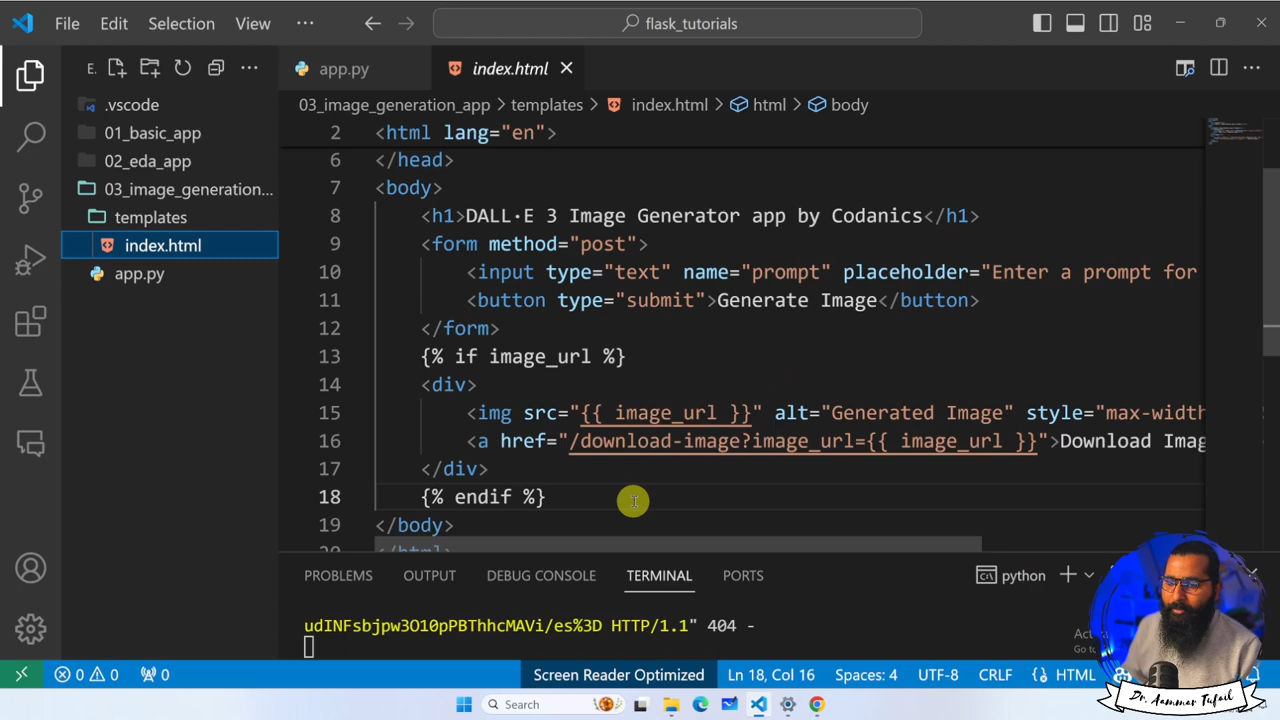 File Edit Selection View ··· flask_tutorials
E. ··· app.py index.html
03_image_generation_app > templates > index.html > html > body
.vscode
01_basic_app
02_eda_app
03_image_generation...
templates
index.html
app.py
2 <html lang="en">
6 </head>
7 <body>
8 <h1>DALL·E 3 Image Generator app by Codanics</h1>
9 <form method="post">
10 <input type="text" name="prompt" placeholder="Enter a prompt for
11 <button type="submit">Generate Image</button>
12 </form>
13 {% if image_url %}
14 <div>
15 <img src="{{ image_url }}" alt="Generated Image" style="max-width
16 <a href="/download-image?image_url={{ image_url }}">Download Imag
17 </div>
18 {% endif %}
19 </body>
20 </html>
PROBLEMS OUTPUT DEBUG CONSOLE TERMINAL PORTS python
udINFsbjpw3O10pPBThhcMAVi/es%3D HTTP/1.1" 404 -
Dr. Aammar Tufail
0 0 0 Screen Reader Optimized Ln 18, Col 16 Spaces: 4 UTF-8 CRLF HTML
Search